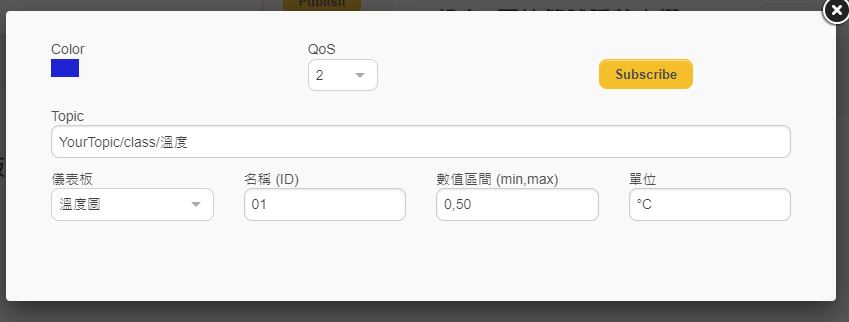 Publish
Color
QoS
2
Subscribe
Topic
YourTopic/class/溫度
儀表板
名稱 (ID)
數值區間 (min,max)
單位
溫度圖
01
0,50
°C